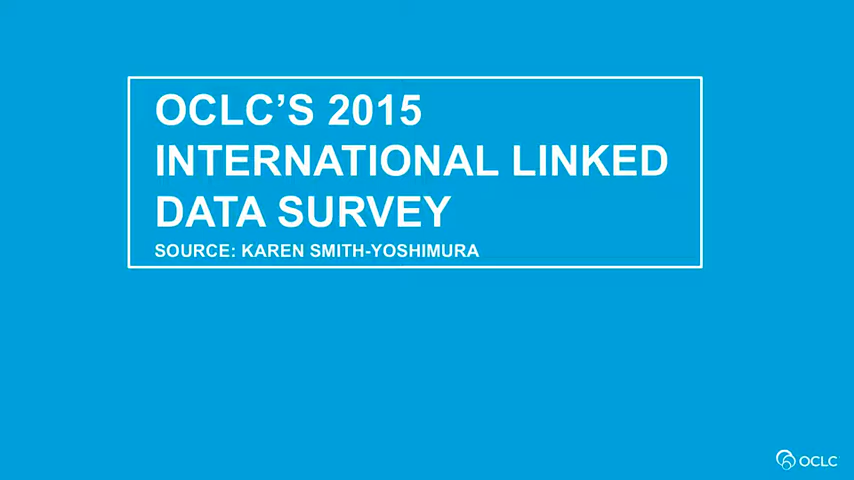 OCLC’S 2015
INTERNATIONAL LINKED
DATA SURVEY
SOURCE: KAREN SMITH-YOSHIMURA
OCLC